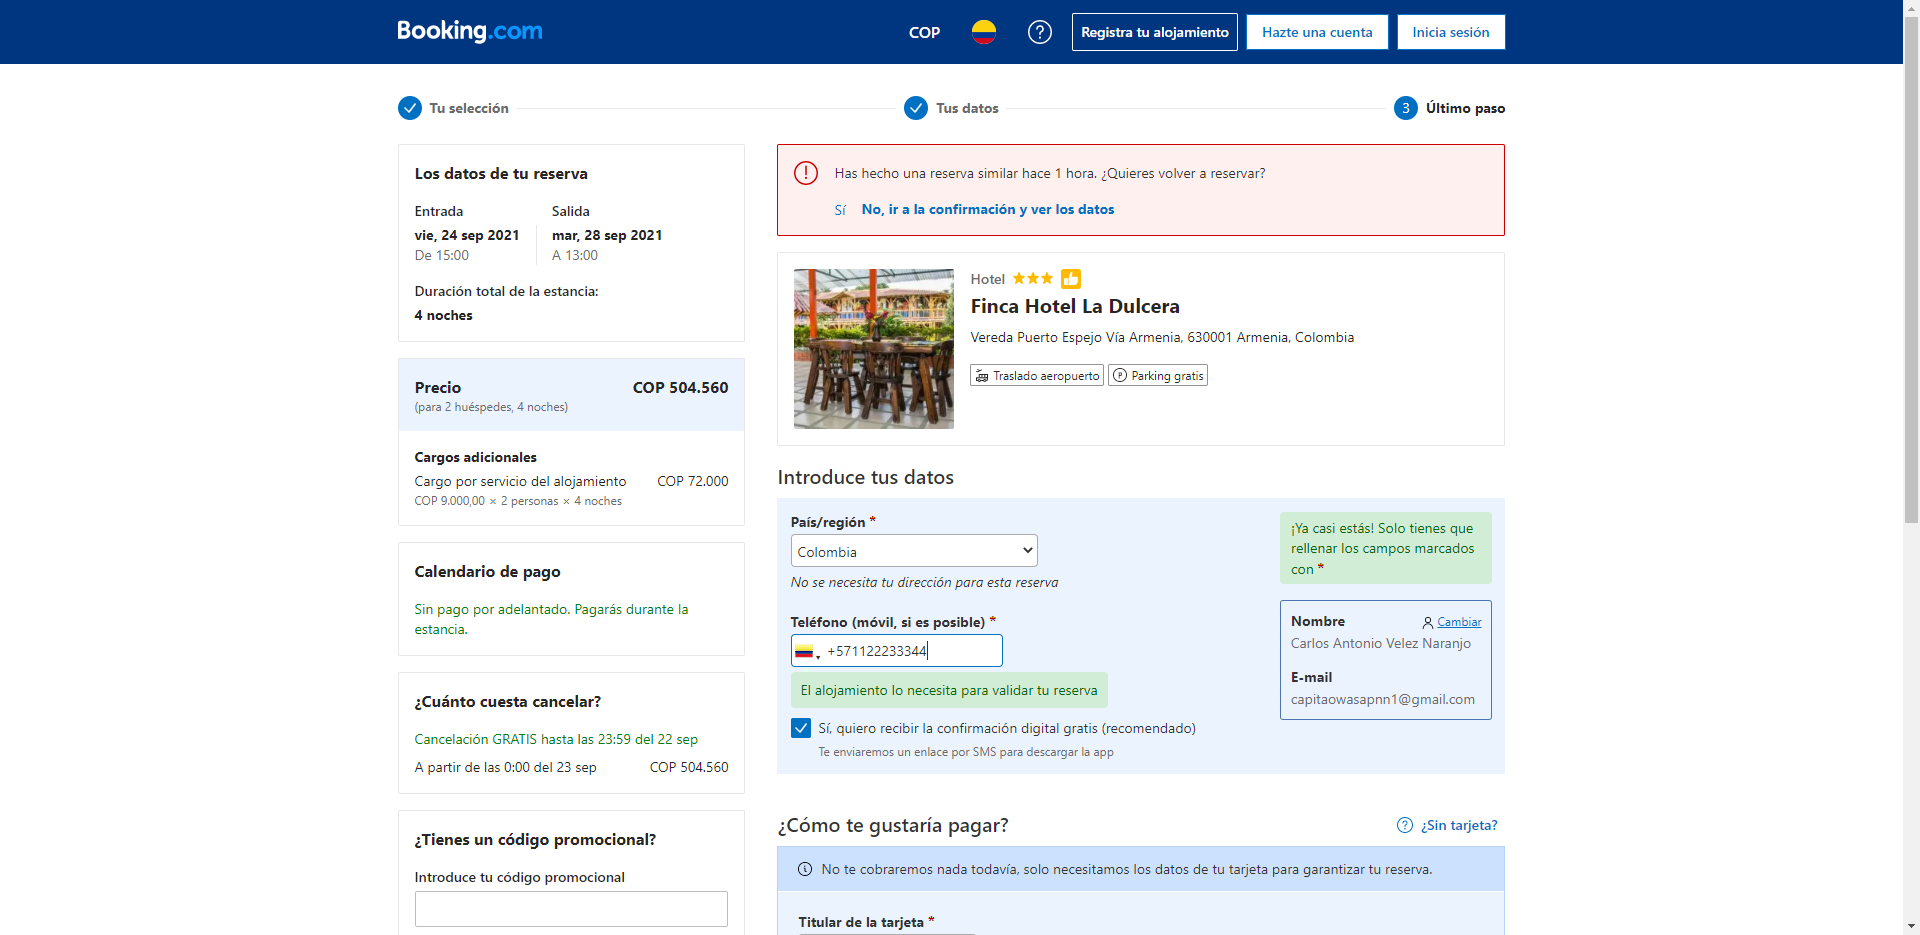 Booking.com
COP
Registra tu alojamiento
Hazte una cuenta
Inicia sesión
Tu selección
Tus datos
3 Último paso
Los datos de tu reserva
Entrada
vie, 24 sep 2021
De 15:00
Salida
mar, 28 sep 2021
A 13:00
Duración total de la estancia:
4 noches
Precio COP 504.560
(para 2 huéspedes, 4 noches)
Cargos adicionales
Cargo por servicio del alojamiento COP 72.000
COP 9.000,00 × 2 personas × 4 noches
Calendario de pago
Sin pago por adelantado. Pagarás durante la
estancia.
¿Cuánto cuesta cancelar?
Cancelación GRATIS hasta las 23:59 del 22 sep
A partir de las 0:00 del 23 sep COP 504.560
¿Tienes un código promocional?
Introduce tu código promocional
Has hecho una reserva similar hace 1 hora. ¿Quieres volver a reservar?
Sí No, ir a la confirmación y ver los datos
Hotel
Finca Hotel La Dulcera
Vereda Puerto Espejo Vía Armenia, 630001 Armenia, Colombia
Traslado aeropuerto
Parking gratis
Introduce tus datos
País/región *
Colombia
No se necesita tu dirección para esta reserva
Teléfono (móvil, si es posible) *
+571122233344
El alojamiento lo necesita para validar tu reserva
Sí, quiero recibir la confirmación digital gratis (recomendado)
Te enviaremos un enlace por SMS para descargar la app
¡Ya casi estás! Solo tienes que
rellenar los campos marcados
con *
Nombre Cambiar
Carlos Antonio Velez Naranjo
E-mail
capitaowasapnn1@gmail.com
¿Cómo te gustaría pagar?
¿Sin tarjeta?
No te cobraremos nada todavía, solo necesitamos los datos de tu tarjeta para garantizar tu reserva.
Titular de la tarjeta *